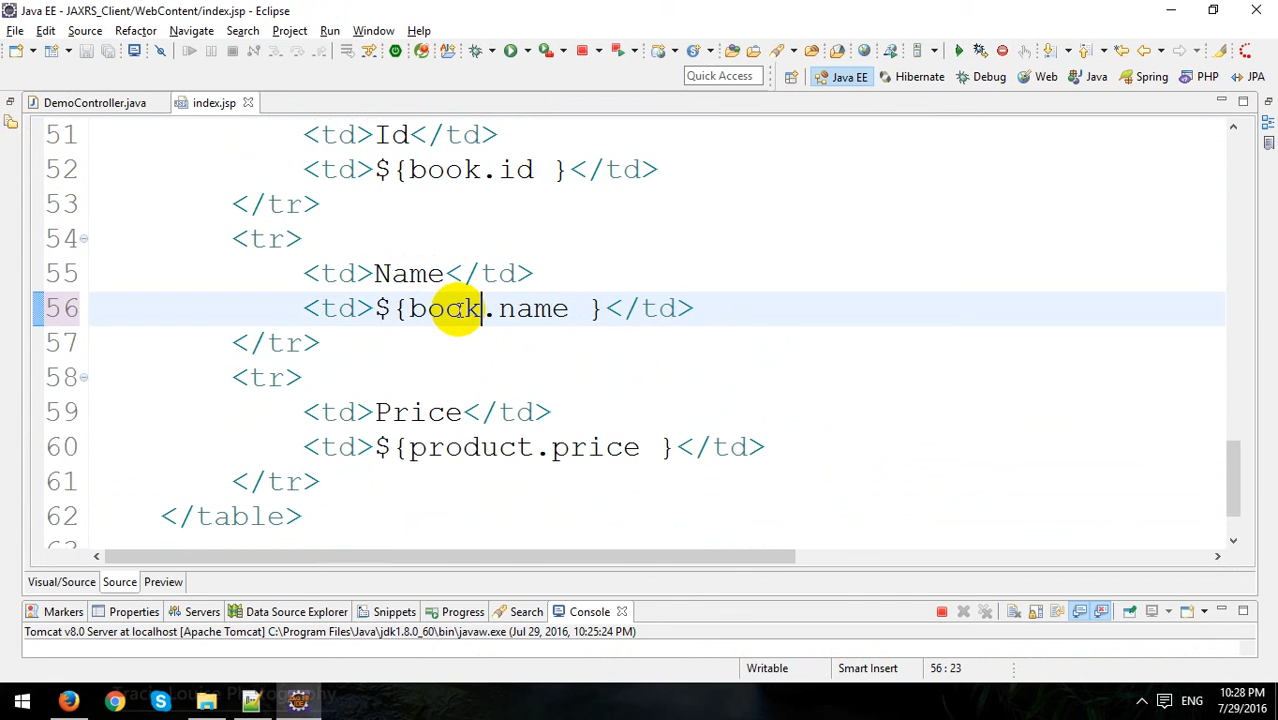 Java EE - JAXRS_Client/WebContent/index.jsp - Eclipse
File Edit Source Refactor Navigate Search Project Run Window Help
Quick Access Java EE Hibernate Debug Web Java Spring PHP JPA
DemoController.java index.jsp
51 <td>Id</td>
52 <td>${book.id }</td>
53 </tr>
54 <tr>
55 <td>Name</td>
56 <td>${book.name }</td>
57 </tr>
58 <tr>
59 <td>Price</td>
60 <td>${product.price }</td>
61 </tr>
62 </table>
Visual/Source Source Preview
Markers Properties Servers Data Source Explorer Snippets Progress Search Console
Tomcat v8.0 Server at localhost [Apache Tomcat] C:\Program Files\Java\jdk1.8.0_60\bin\javaw.exe (Jul 29, 2016, 10:25:24 PM)
Writable Smart Insert 56 : 23
ENG
10:28 PM
7/29/2016